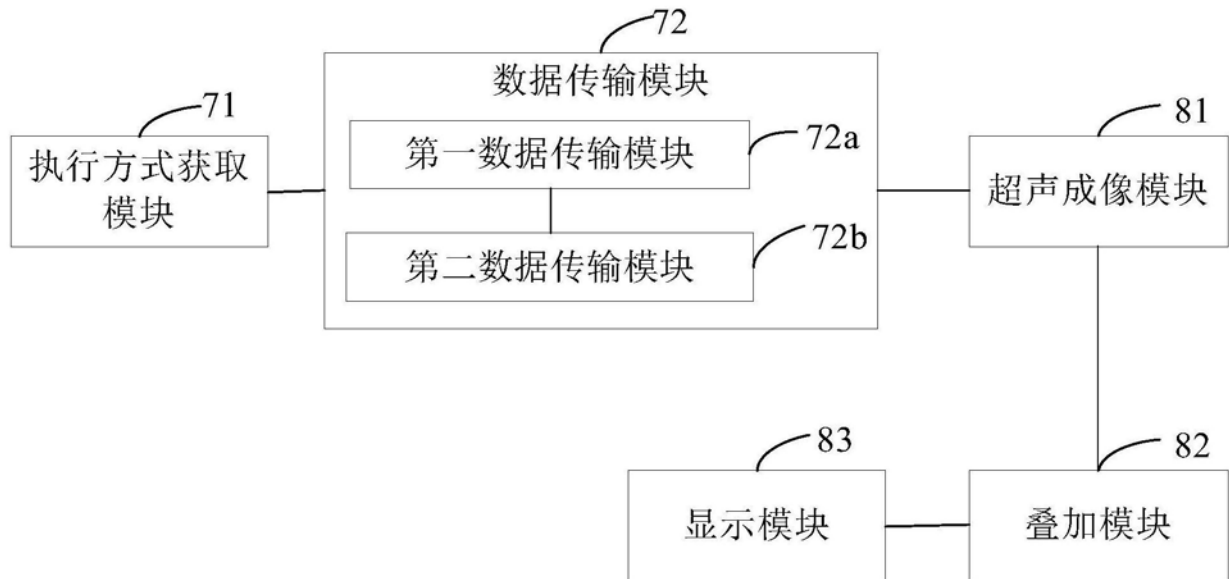 72
数据传输模块
71
执行方式获取
模块
第一数据传输模块
72a
第二数据传输模块
72b
81
超声成像模块
83
显示模块
82
叠加模块